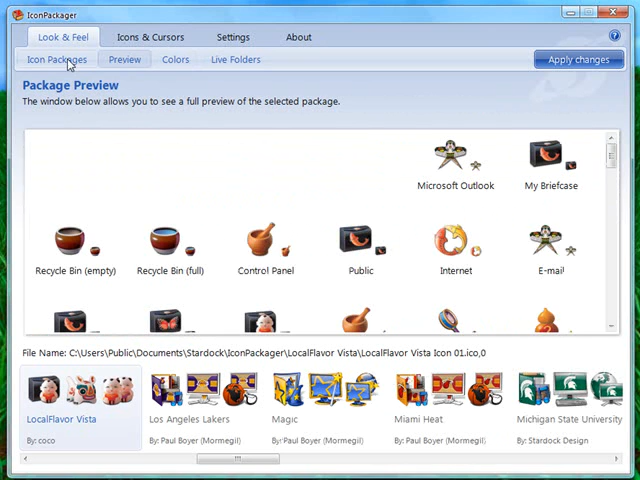 IconPackager
Look & Feel
Icons & Cursors
Settings
About
Icon Packages
Preview
Colors
Live Folders
Apply changes
Package Preview
The window below allows you to see a full preview of the selected package.
Microsoft Outlook
My Briefcase
Recycle Bin (empty)
Recycle Bin (full)
Control Panel
Public
Internet
E-mail
File Name: C:\Users\Public\Documents\Stardock\IconPackager\LocalFlavor Vista\LocalFlavor Vista Icon 01.ico,0
LocalFlavor Vista
Los Angeles Lakers
Magic
Miami Heat
Michigan State University
By: coco
By: Paul Boyer (Mormegil)
By: Paul Boyer (Mormegil)
By: Paul Boyer (Mormegil)
By: Stardock Design